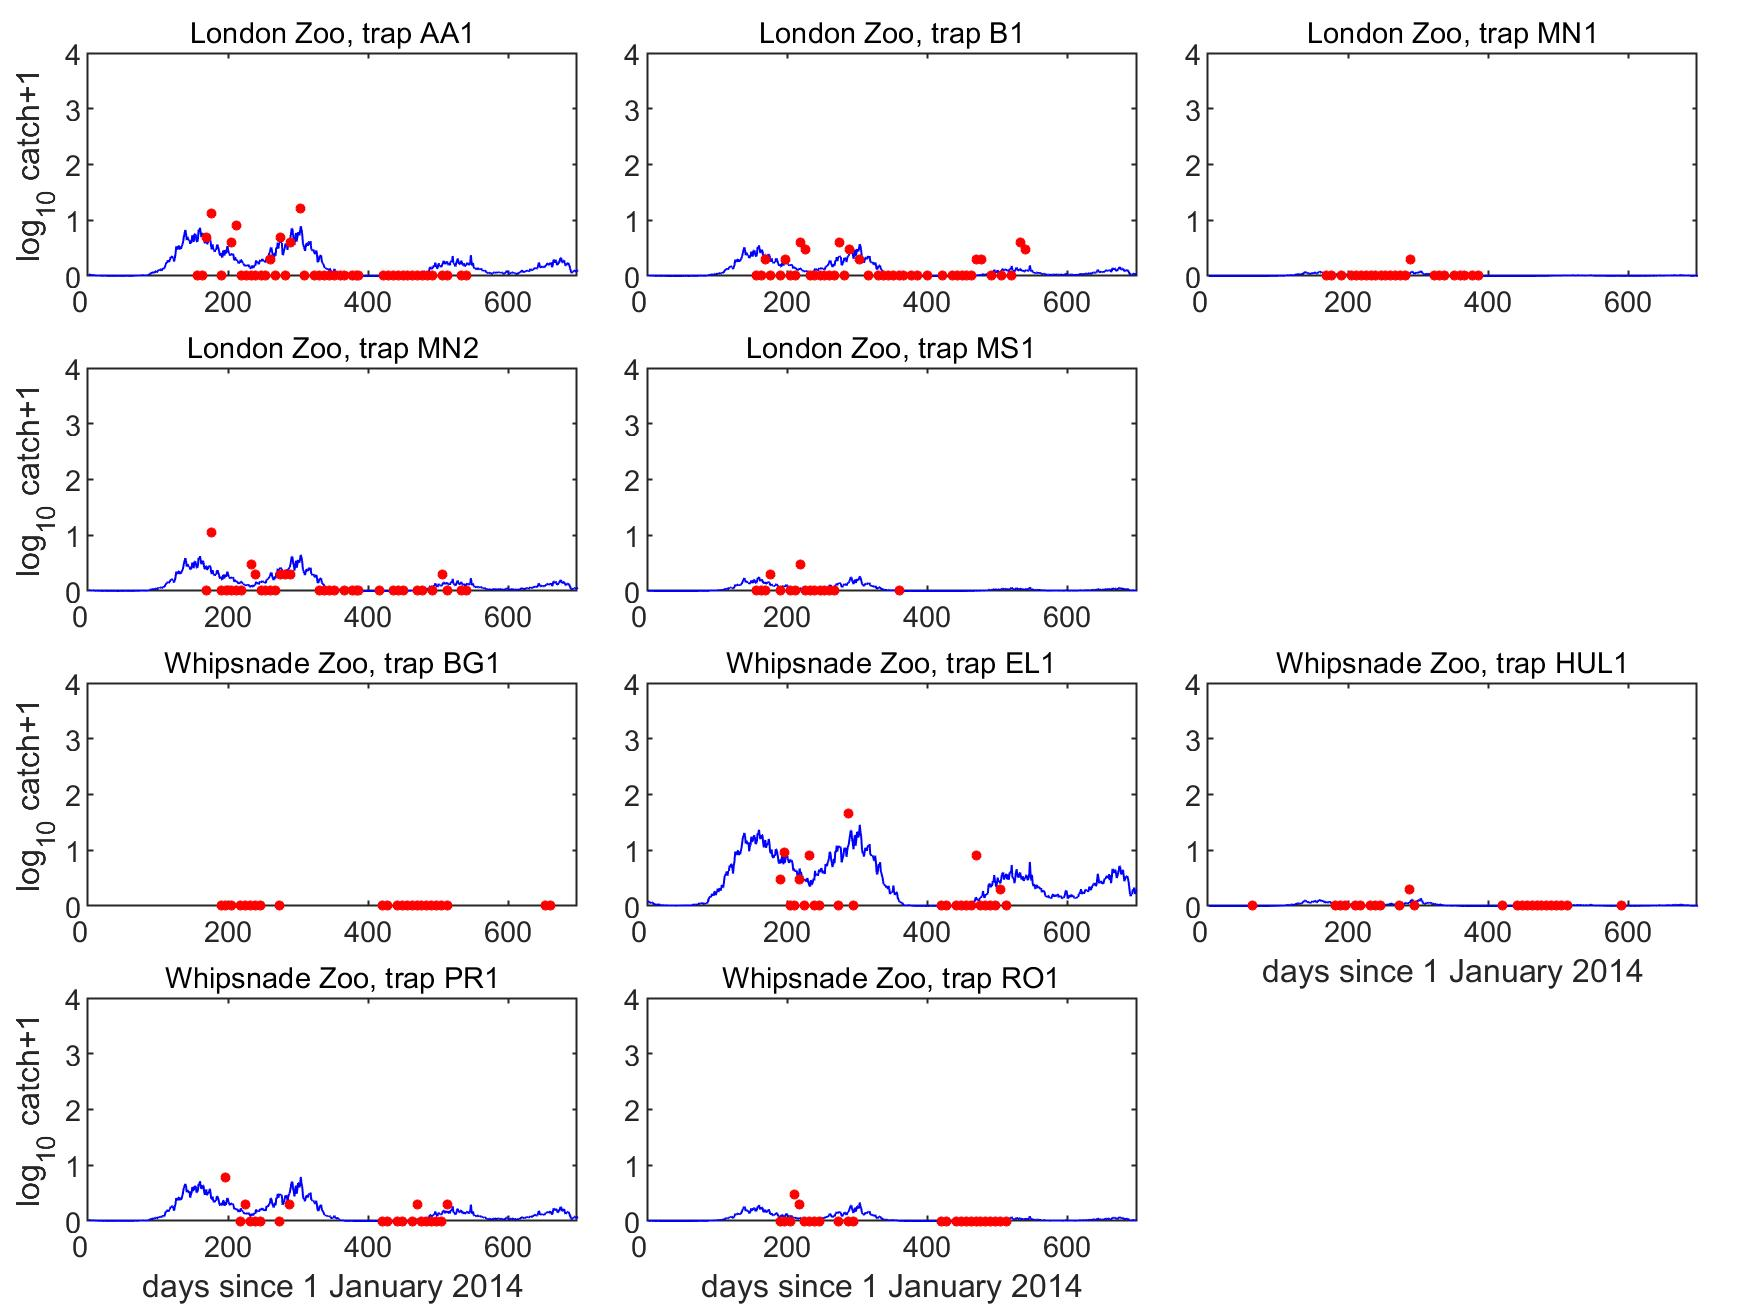 London Zoo, trap AA1
London Zoo, trap B1
London Zoo, trap MN1
log10 catch+1
4
3
2
1
0
0 200 400 600
4
3
2
1
0
0 200 400 600
4
3
2
1
0
0 200 400 600
London Zoo, trap MN2
London Zoo, trap MS1
log10 catch+1
4
3
2
1
0
0 200 400 600
4
3
2
1
0
0 200 400 600
Whipsnade Zoo, trap BG1
Whipsnade Zoo, trap EL1
Whipsnade Zoo, trap HUL1
log10 catch+1
4
3
2
1
0
0 200 400 600
4
3
2
1
0
0 200 400 600
4
3
2
1
0
0 200 400 600
days since 1 January 2014
Whipsnade Zoo, trap PR1
Whipsnade Zoo, trap RO1
log10 catch+1
4
3
2
1
0
0 200 400 600
days since 1 January 2014
4
3
2
1
0
0 200 400 600
days since 1 January 2014